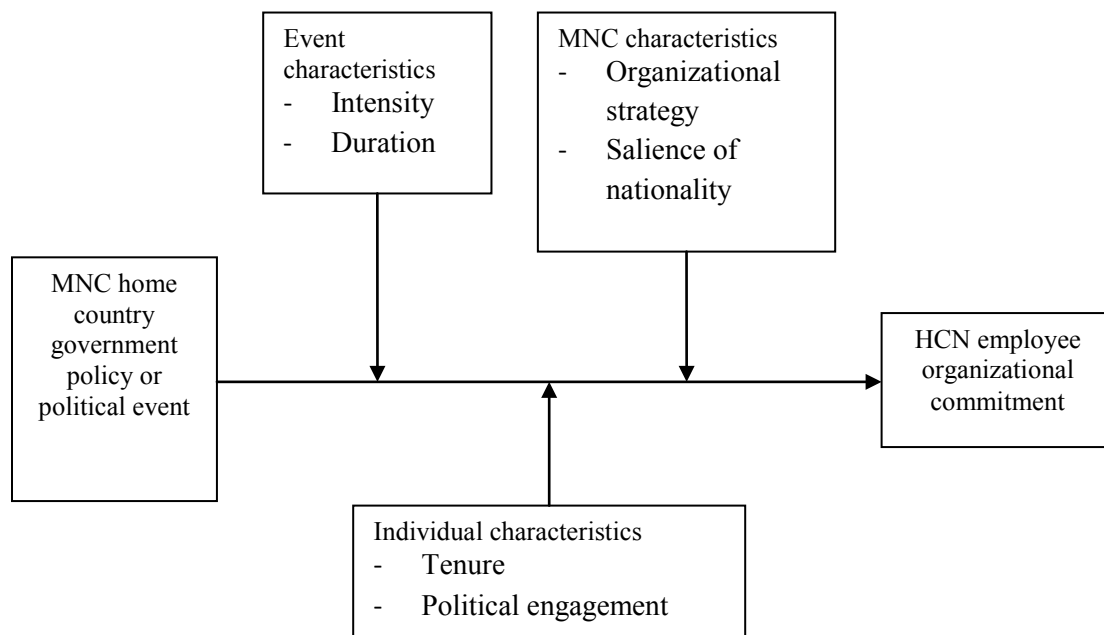 Event
characteristics
- Intensity
- Duration
MNC characteristics
- Organizational
strategy
- Salience of
nationality
MNC home
country
government
policy or
political event
HCN employee
organizational
commitment
Individual characteristics
- Tenure
- Political engagement